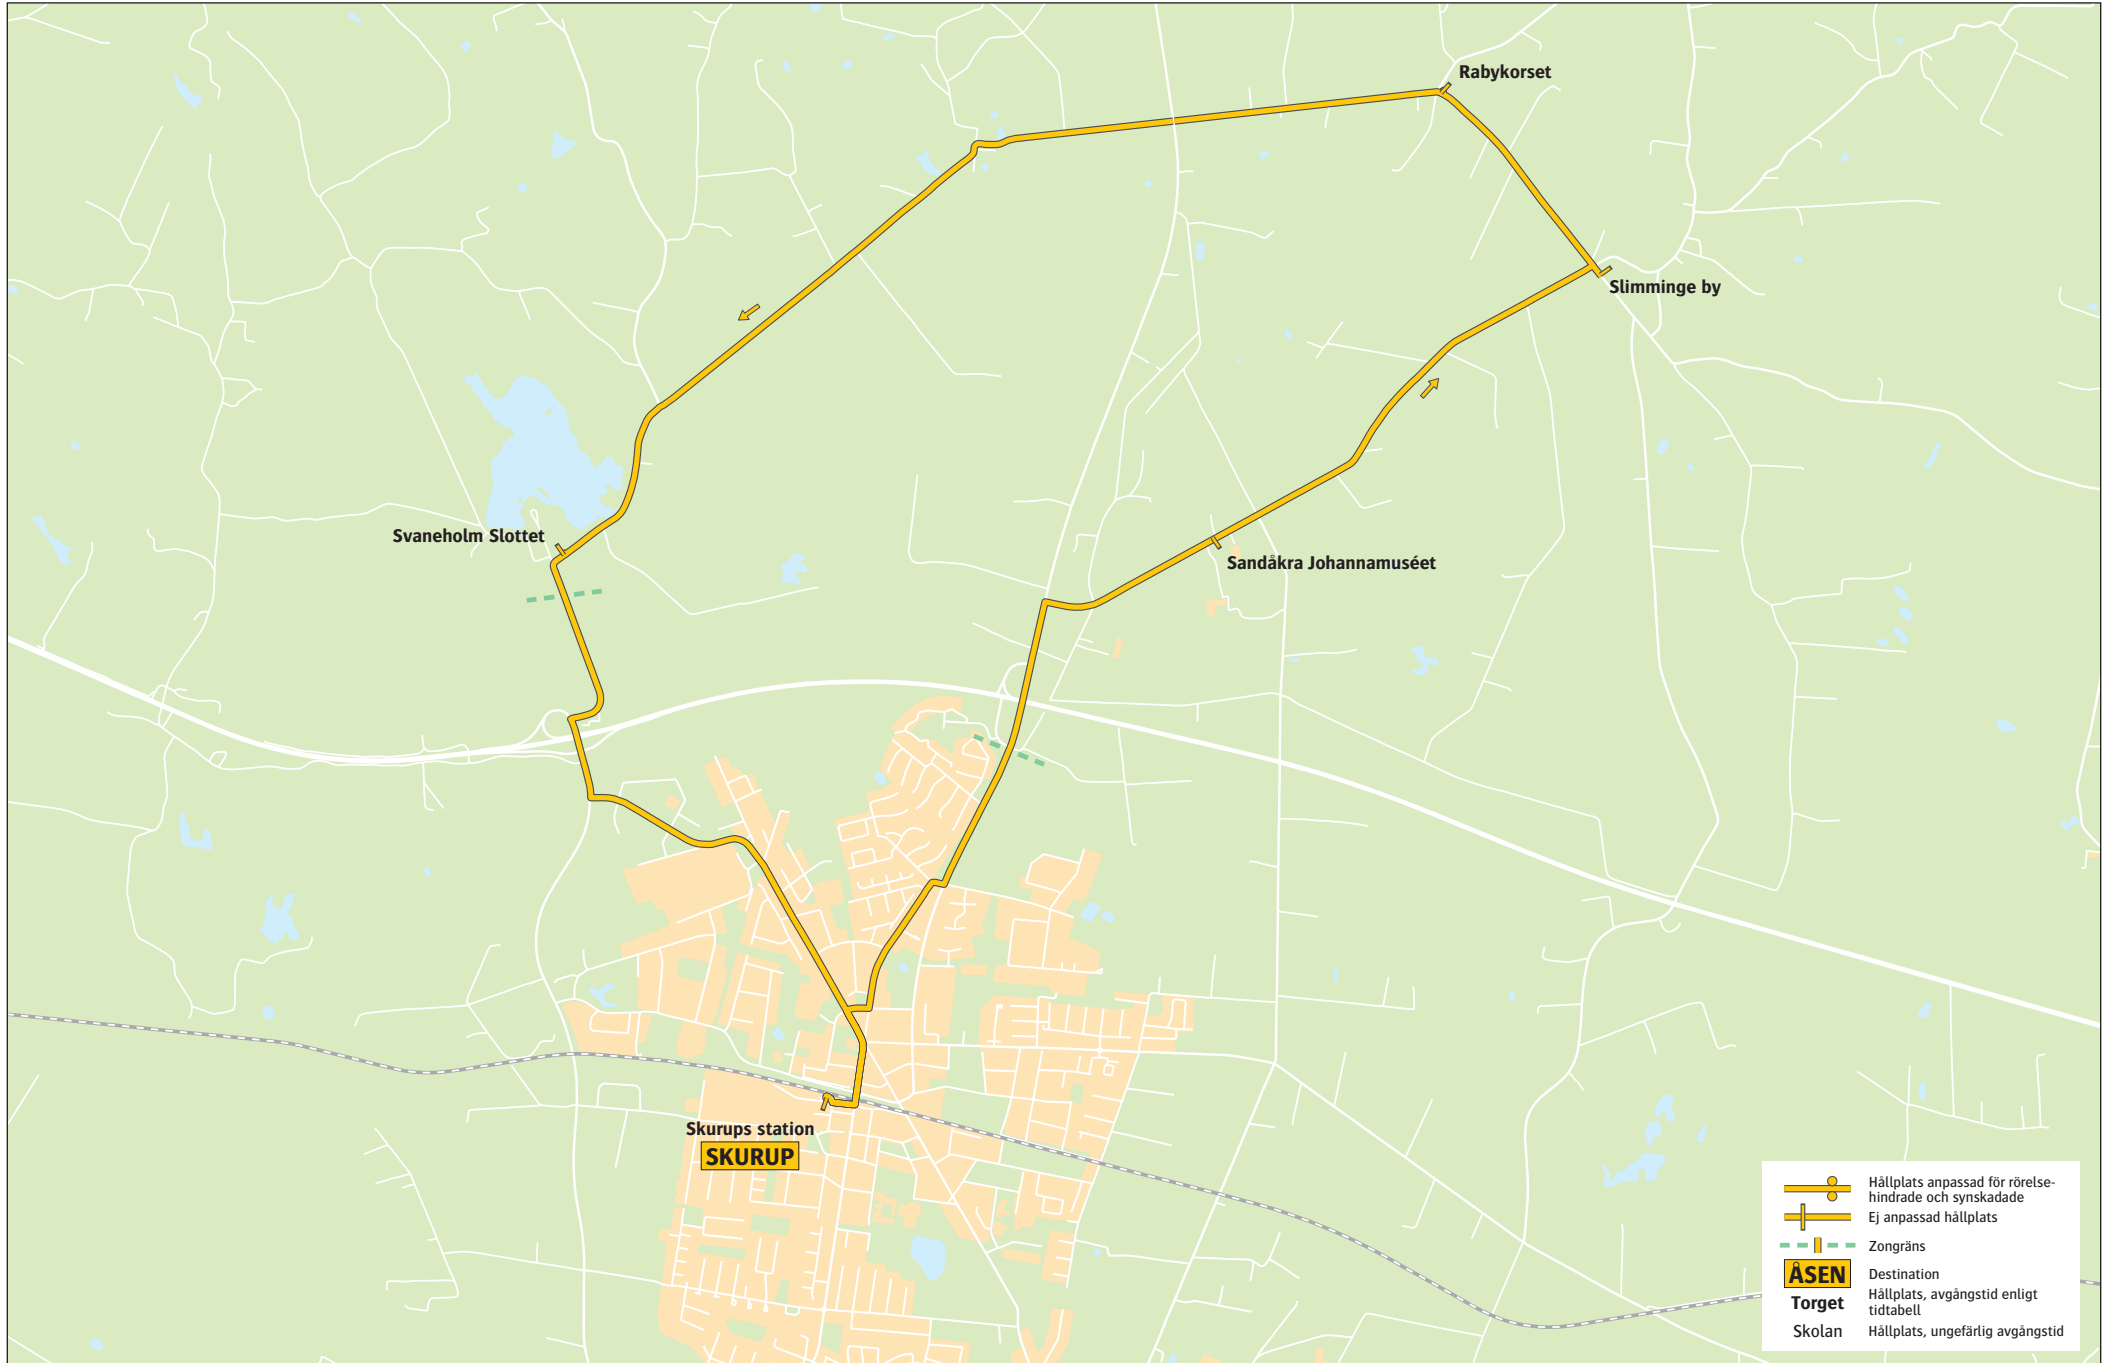 Rabykorset
Slimminge by
Svaneholm Slottet
Sandåkra Johannamuséet
Skurups station
SKURUP
Hållplats anpassad för rörelse-
hindrade och synskadade
Ej anpassad hållplats
Zongräns
ÅSEN Destination
Torget Hållplats, avgångstid enligt
tidtabell
Skolan Hållplats, ungefärlig avgångstid